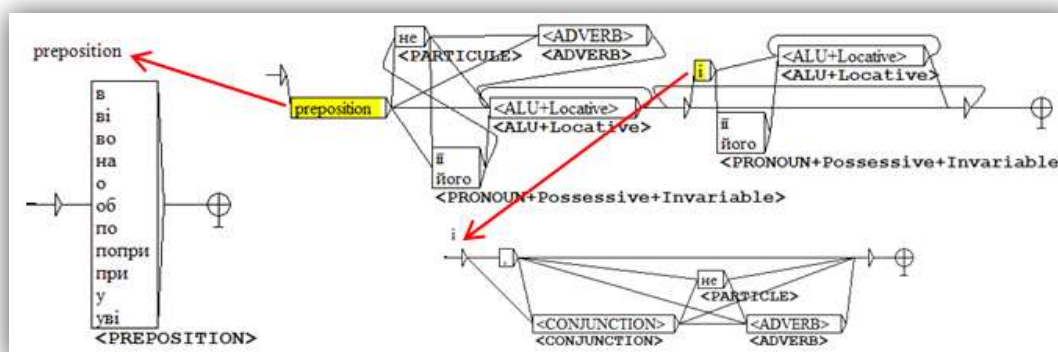 preposition
в
ві
во
на
о
об
по
попри
при
у
уві
<PREPOSITION>
preposition
не
<PARTICULE>
<ADVERB>
<ADVERB>
<ALU+Locative>
<ALU+Locative>
її
його
<PRONOUN+Possessive+Invariable>
і
<ALU+Locative>
<ALU+Locative>
її
його
<PRONOUN+Possessive+Invariable
і
,
не
<PARTICLE>
<CONJUNCTION>
<CONJUNCTION>
<ADVERB>
<ADVERB>